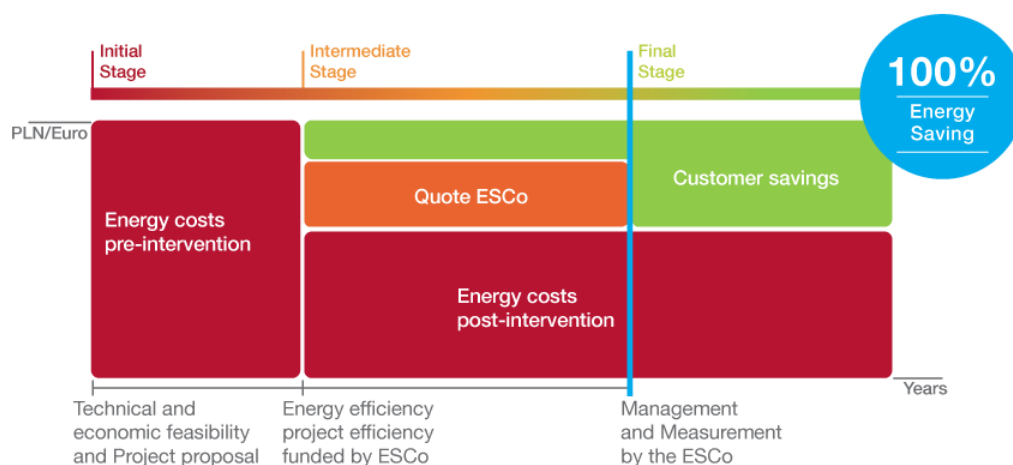 Initial
Stage
Intermediate
Stage
Final
Stage
100%
Energy
Saving
PLN/Euro
Energy costs
pre-intervention
Quote ESCo
Customer savings
Energy costs
post-intervention
Years
Technical and
economic feasibility
and Project proposal
Energy efficiency
project efficiency
funded by ESCo
Management
and Measurement
by the ESCo